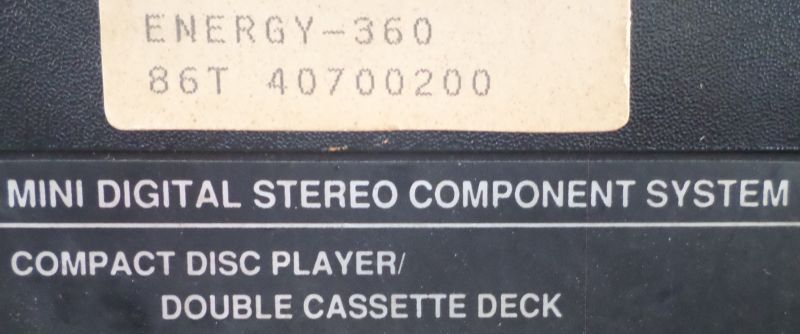 ENERGY-360
86T 40700200
MINI DIGITAL STEREO COMPONENT SYSTEM
COMPACT DISC PLAYER/
DOUBLE CASSETTE DECK